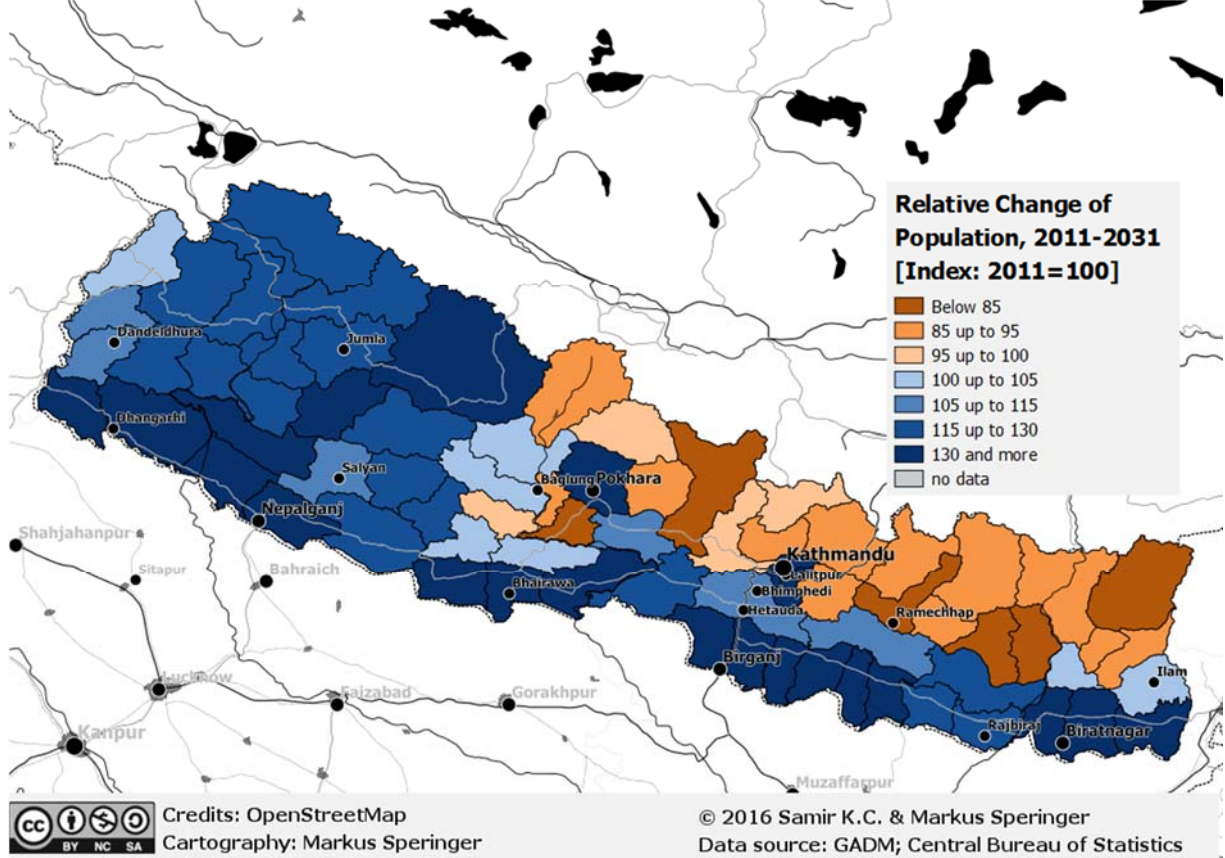 Relative Change of
Population, 2011-2031
[Index: 2011=100]
Below 85
85 up to 95
95 up to 100
100 up to 105
105 up to 115
115 up to 130
130 and more
no data
Dandeldhura
Jumla
Dhangarhi
Salyan
Baglung
Pokhara
Nepalganj
Shahjahanpur
Sitapur
Bahraich
Kathmandu
Lalitpur
Bhairawa
Bhimphedi
Hetauda
Ramechhap
Birganj
Ilam
Lucknow
Faizabad
Gorakhpur
Kanpur
Rajbiraj
Biratnagar
Muzaffarpur
cc
BY NC SA
Credits: OpenStreetMap
Cartography: Markus Speringer
© 2016 Samir K.C. & Markus Speringer
Data source: GADM; Central Bureau of Statistics